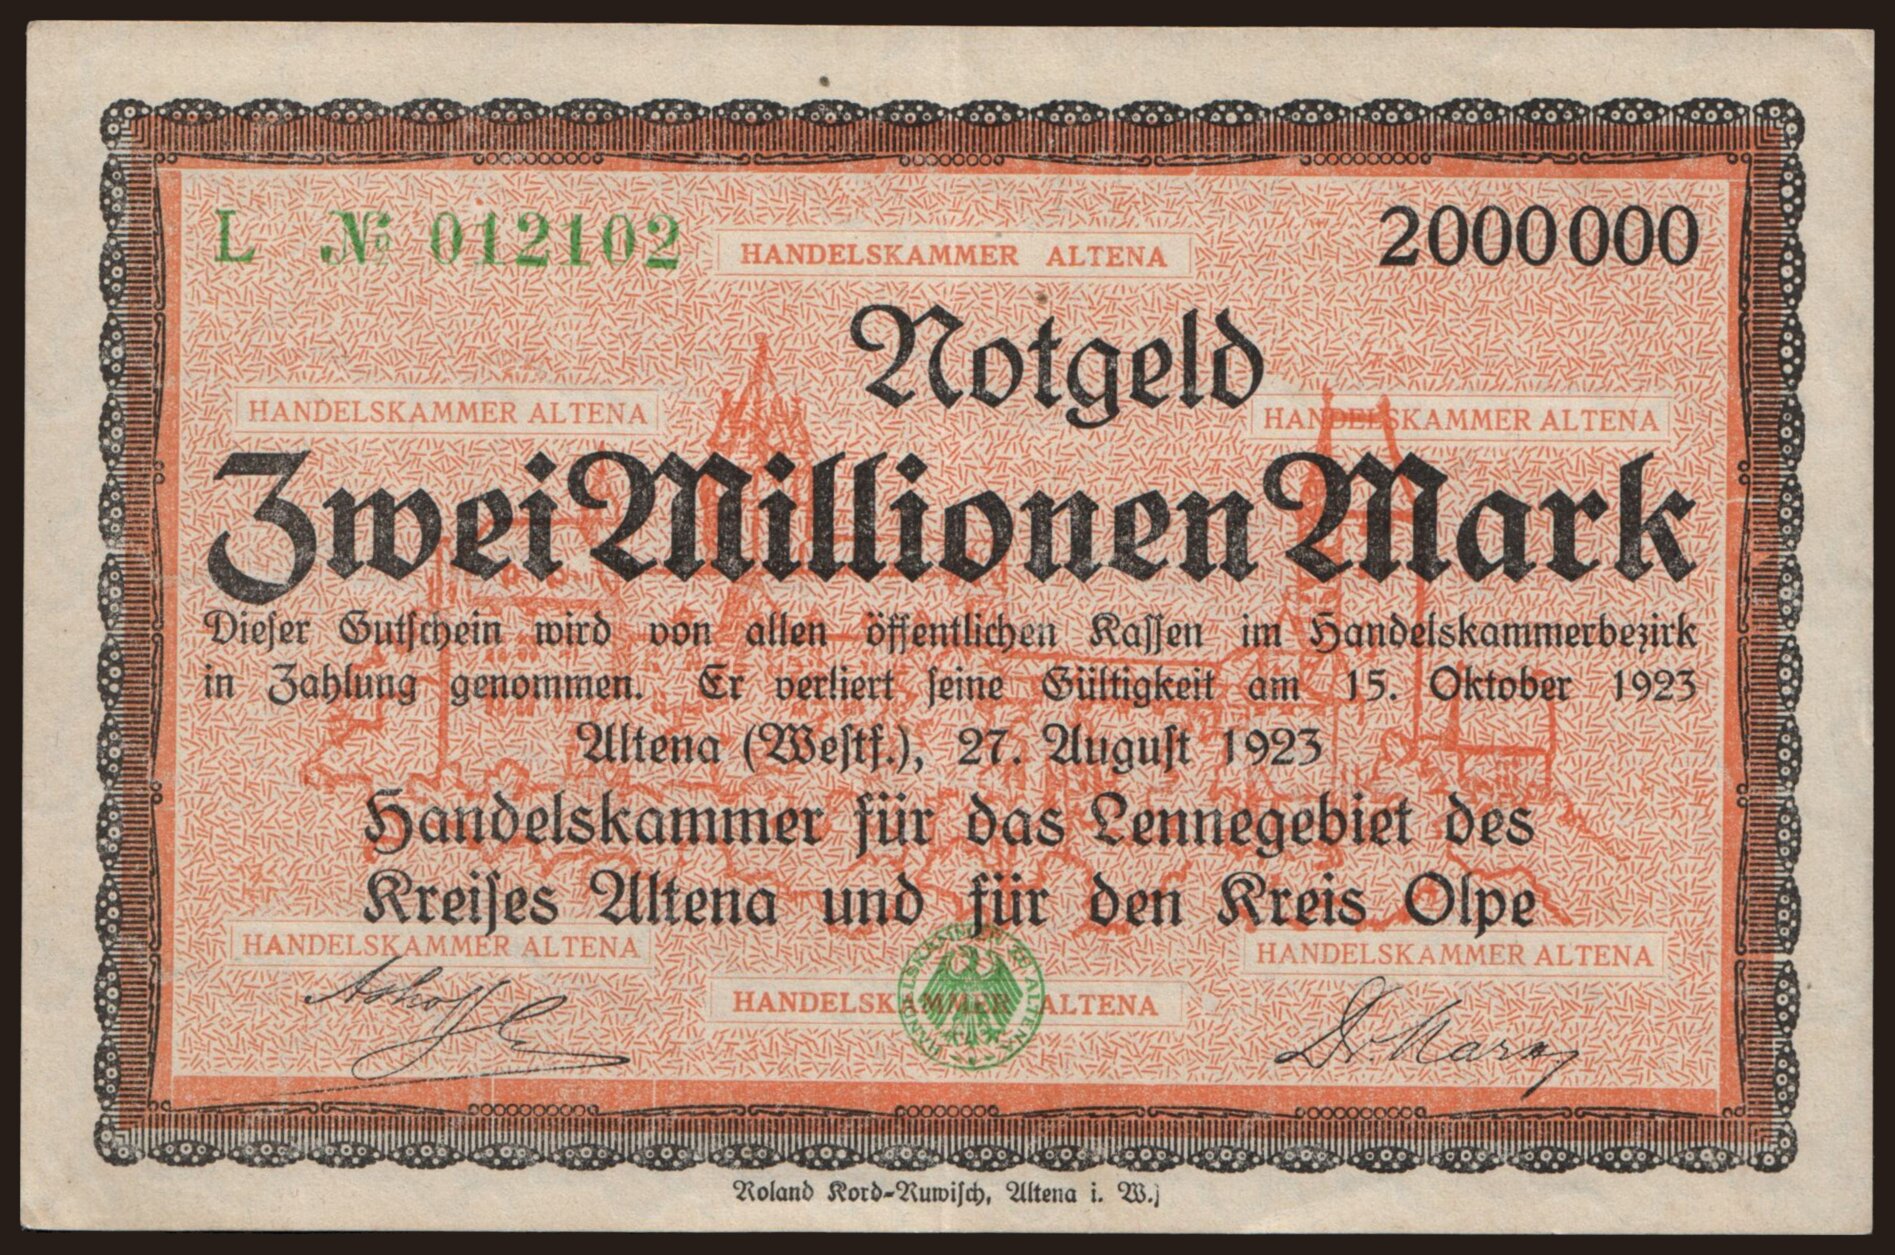 L № 012102
HANDELSKAMMER ALTENA
2000000
Notgeld
HANDELSKAMMER ALTENA
HANDELSKAMMER ALTENA
Zwei Millionen Mark
Dieser Gutschein wird von allen öffentlichen Kassen im Handelskammerbezirk
in Zahlung genommen. Er verliert seine Gültigkeit am 15. Oktober 1923
Altena (Westf.), 27. August 1923
Handelskammer für das Lennegebiet des
Kreises Altena und für den Kreis Olpe
HANDELSKAMMER ALTENA
HANDELSKAMMER ALTENA
HANDELSKAMMER ALTENA
Roland Kord-Ruwisch, Altena i. W.